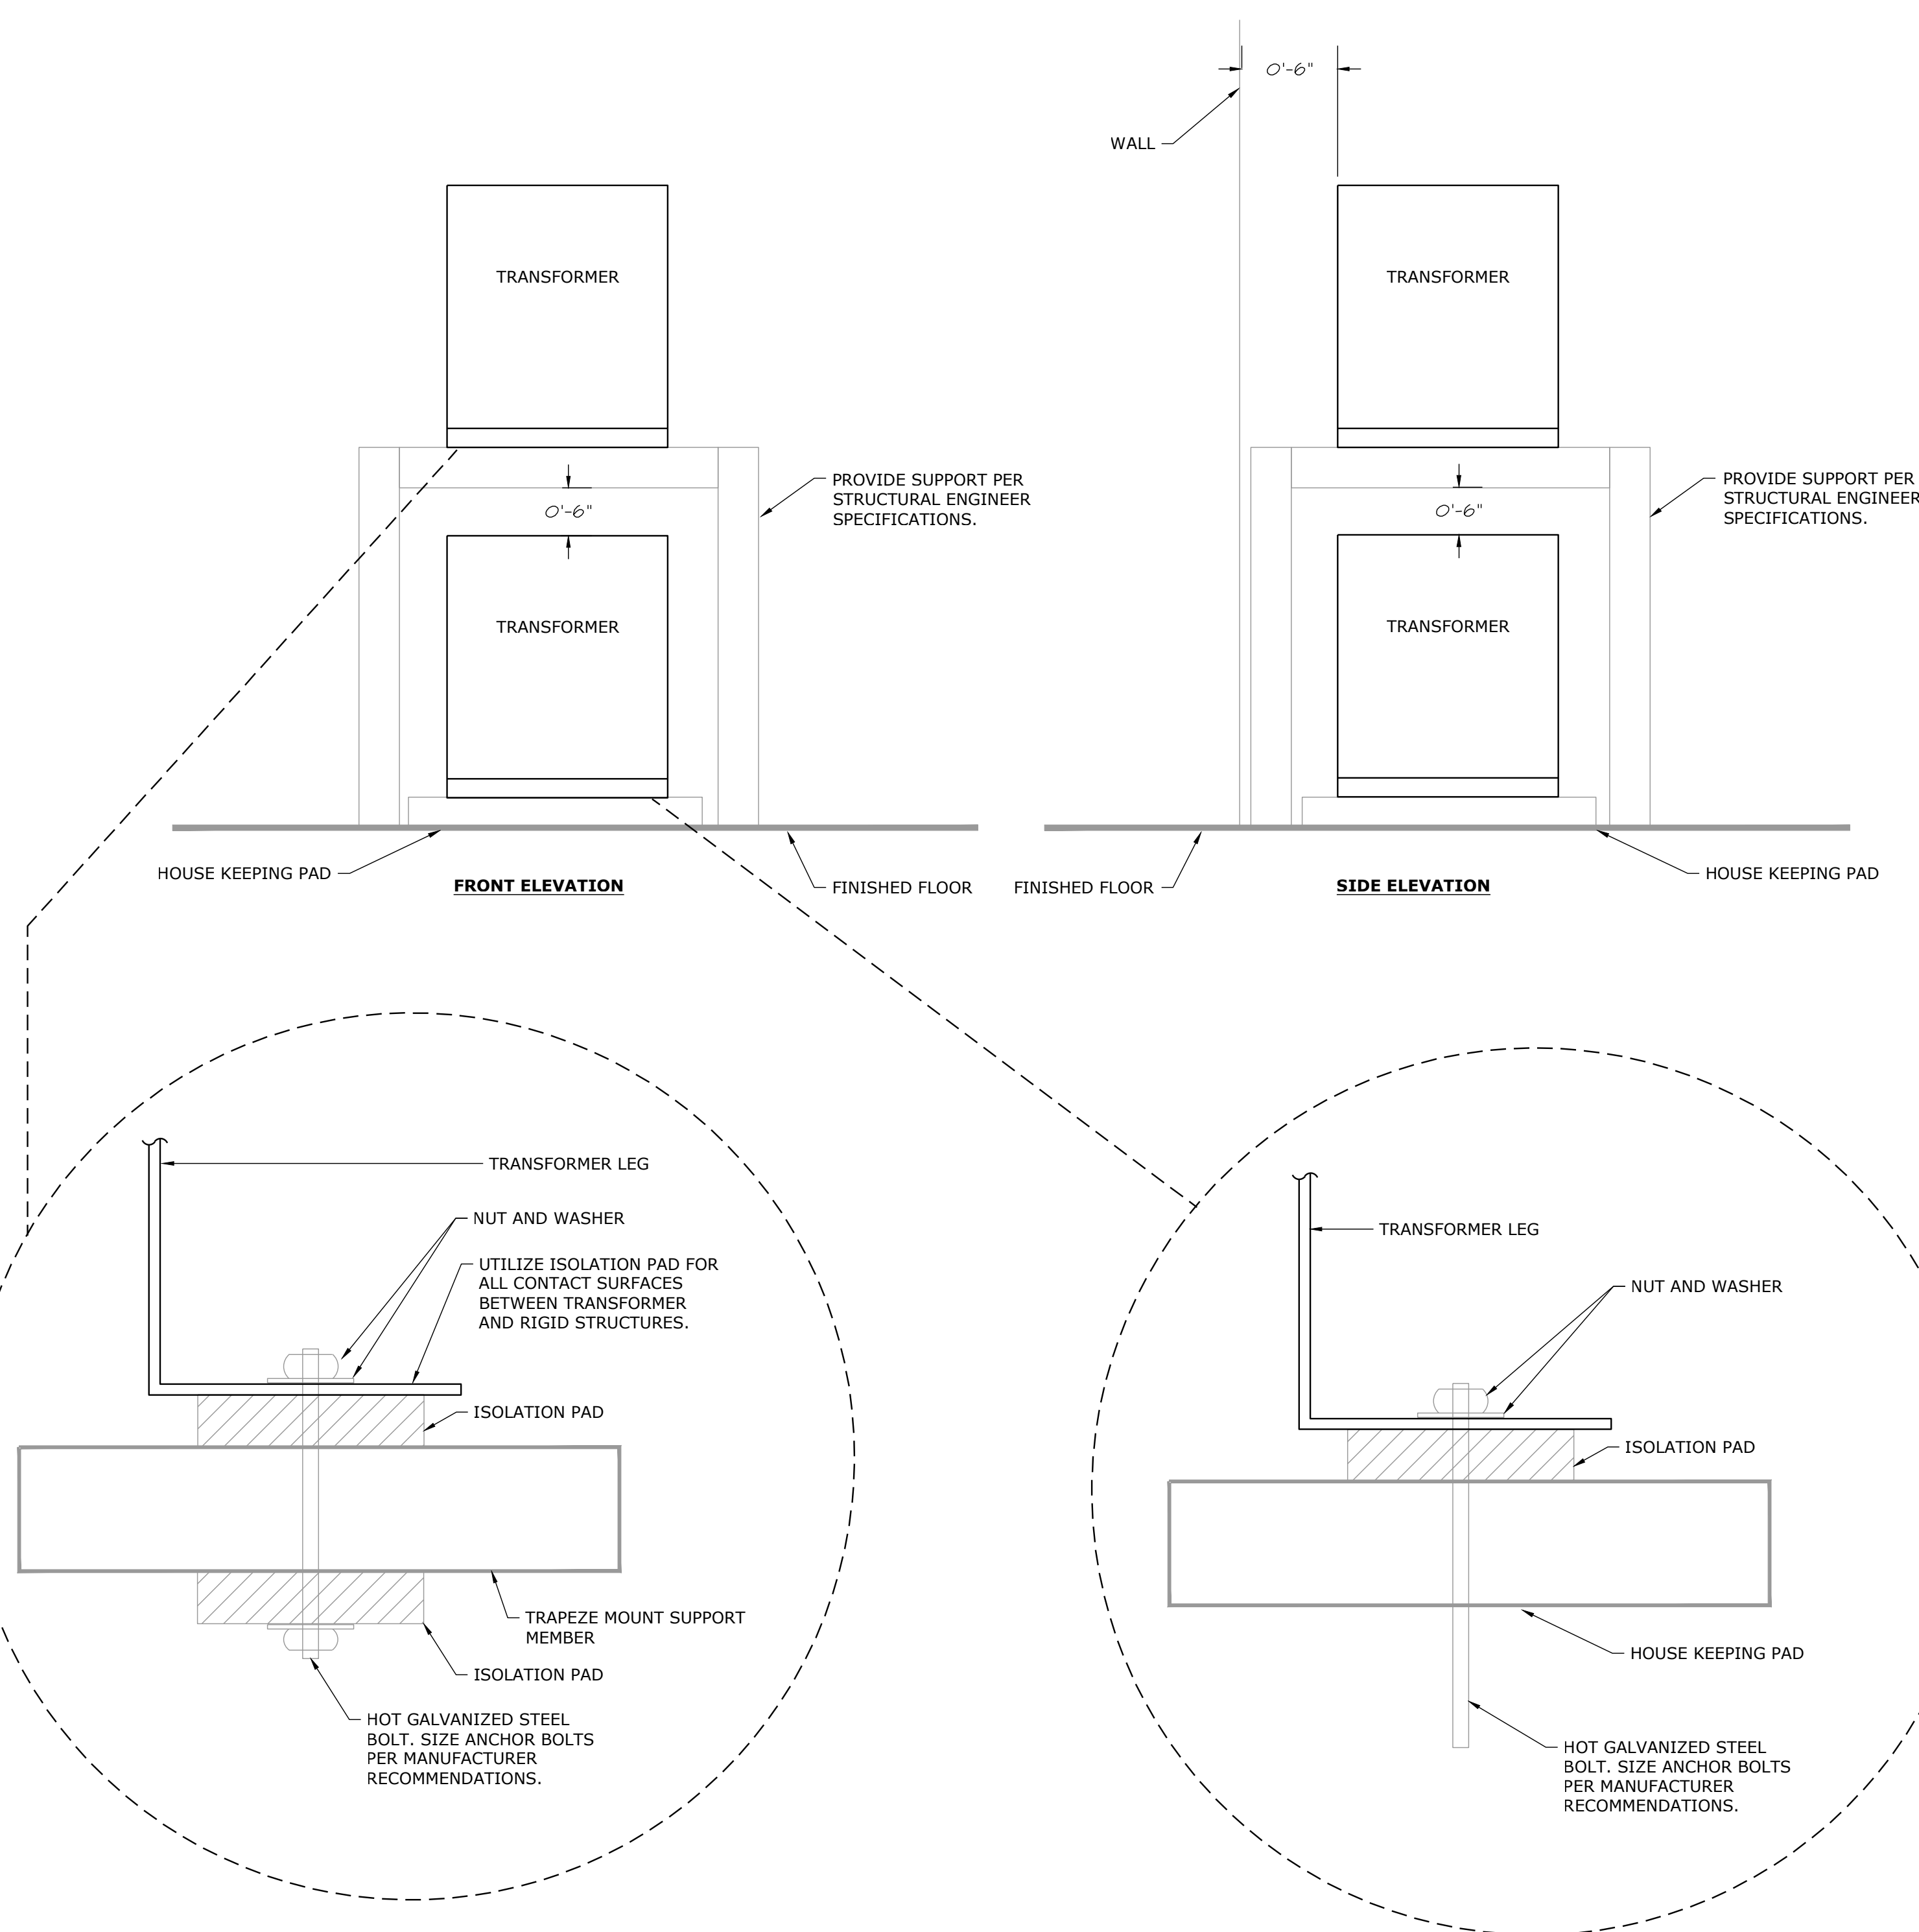 0'-6"
WALL
TRANSFORMER
TRANSFORMER
PROVIDE SUPPORT PER
STRUCTURAL ENGINEER
SPECIFICATIONS.
PROVIDE SUPPORT PER
STRUCTURAL ENGINEER
SPECIFICATIONS.
0'-6"
0'-6"
TRANSFORMER
TRANSFORMER
HOUSE KEEPING PAD
FRONT ELEVATION
FINISHED FLOOR
FINISHED FLOOR
SIDE ELEVATION
HOUSE KEEPING PAD
TRANSFORMER LEG
NUT AND WASHER
UTILIZE ISOLATION PAD FOR
ALL CONTACT SURFACES
BETWEEN TRANSFORMER
AND RIGID STRUCTURES.
ISOLATION PAD
TRAPEZE MOUNT SUPPORT
MEMBER
ISOLATION PAD
HOT GALVANIZED STEEL
BOLT. SIZE ANCHOR BOLTS
PER MANUFACTURER
RECOMMENDATIONS.
TRANSFORMER LEG
NUT AND WASHER
ISOLATION PAD
HOUSE KEEPING PAD
HOT GALVANIZED STEEL
BOLT. SIZE ANCHOR BOLTS
PER MANUFACTURER
RECOMMENDATIONS.